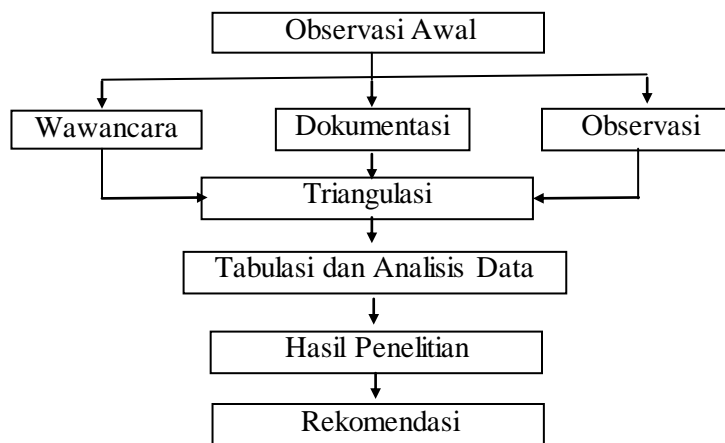 Observasi Awal
Wawancara
Dokumentasi
Observasi
Triangulasi
Tabulasi dan Analisis Data
Hasil Penelitian
Rekomendasi